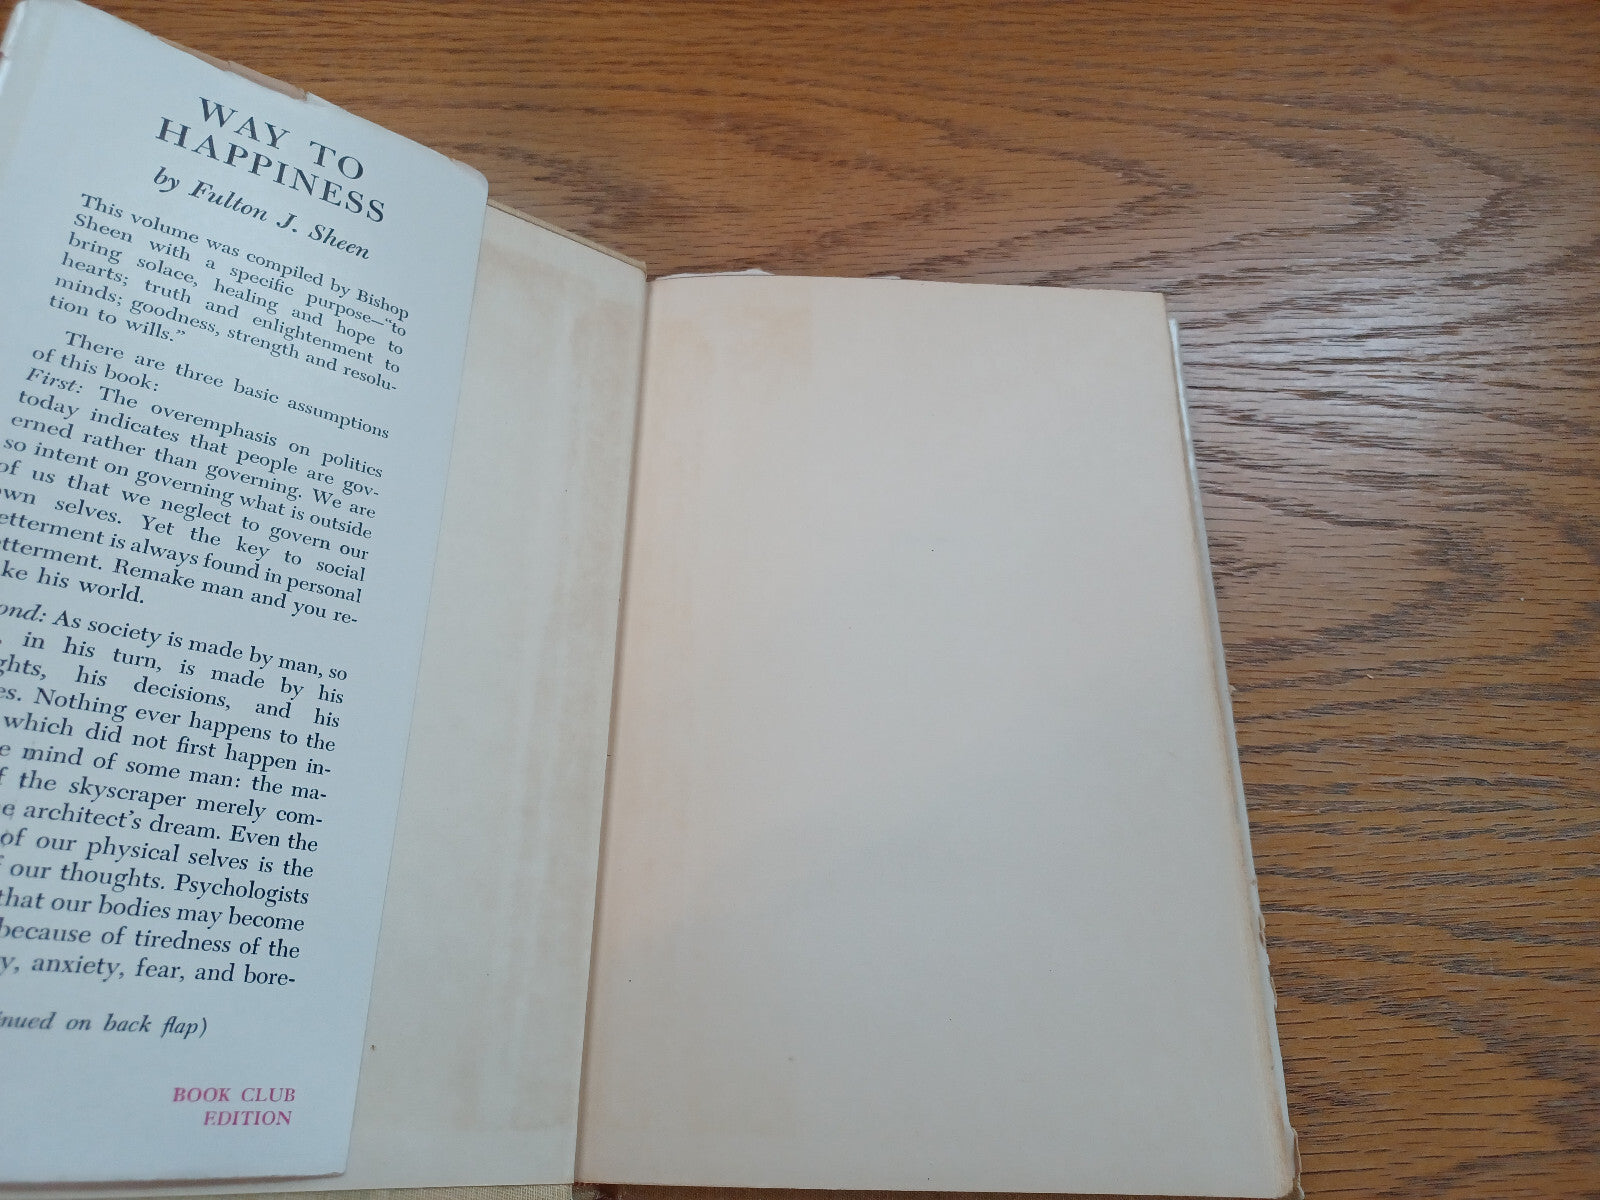 WAY TO
HAPPINESS
by Fulton J. Sheen
This volume was compiled by Bishop
Sheen with a specific purpose—“to
bring solace, healing and hope to
hearts; truth and enlightenment to
minds; goodness, strength and resolu-
tion to wills.”
There are three basic assumptions
of this book:
First: The overemphasis on politics
today indicates that people are gov-
erned rather than governing. We are
so intent on governing what is outside
of us that we neglect to govern our
own selves. Yet the key to social
etterment is always found in personal
etterment. Remake man and you re-
ke his world.
ond: As society is made by man, so
in his turn, is made by his
ghts, his decisions, and his
es. Nothing ever happens to the
which did not first happen in-
e mind of some man: the ma-
f the skyscraper merely com-
e architect’s dream. Even the
of our physical selves is the
f our thoughts. Psychologists
that our bodies may become
because of tiredness of the
y, anxiety, fear, and bore-
nued on back flap)
BOOK CLUB
EDITION